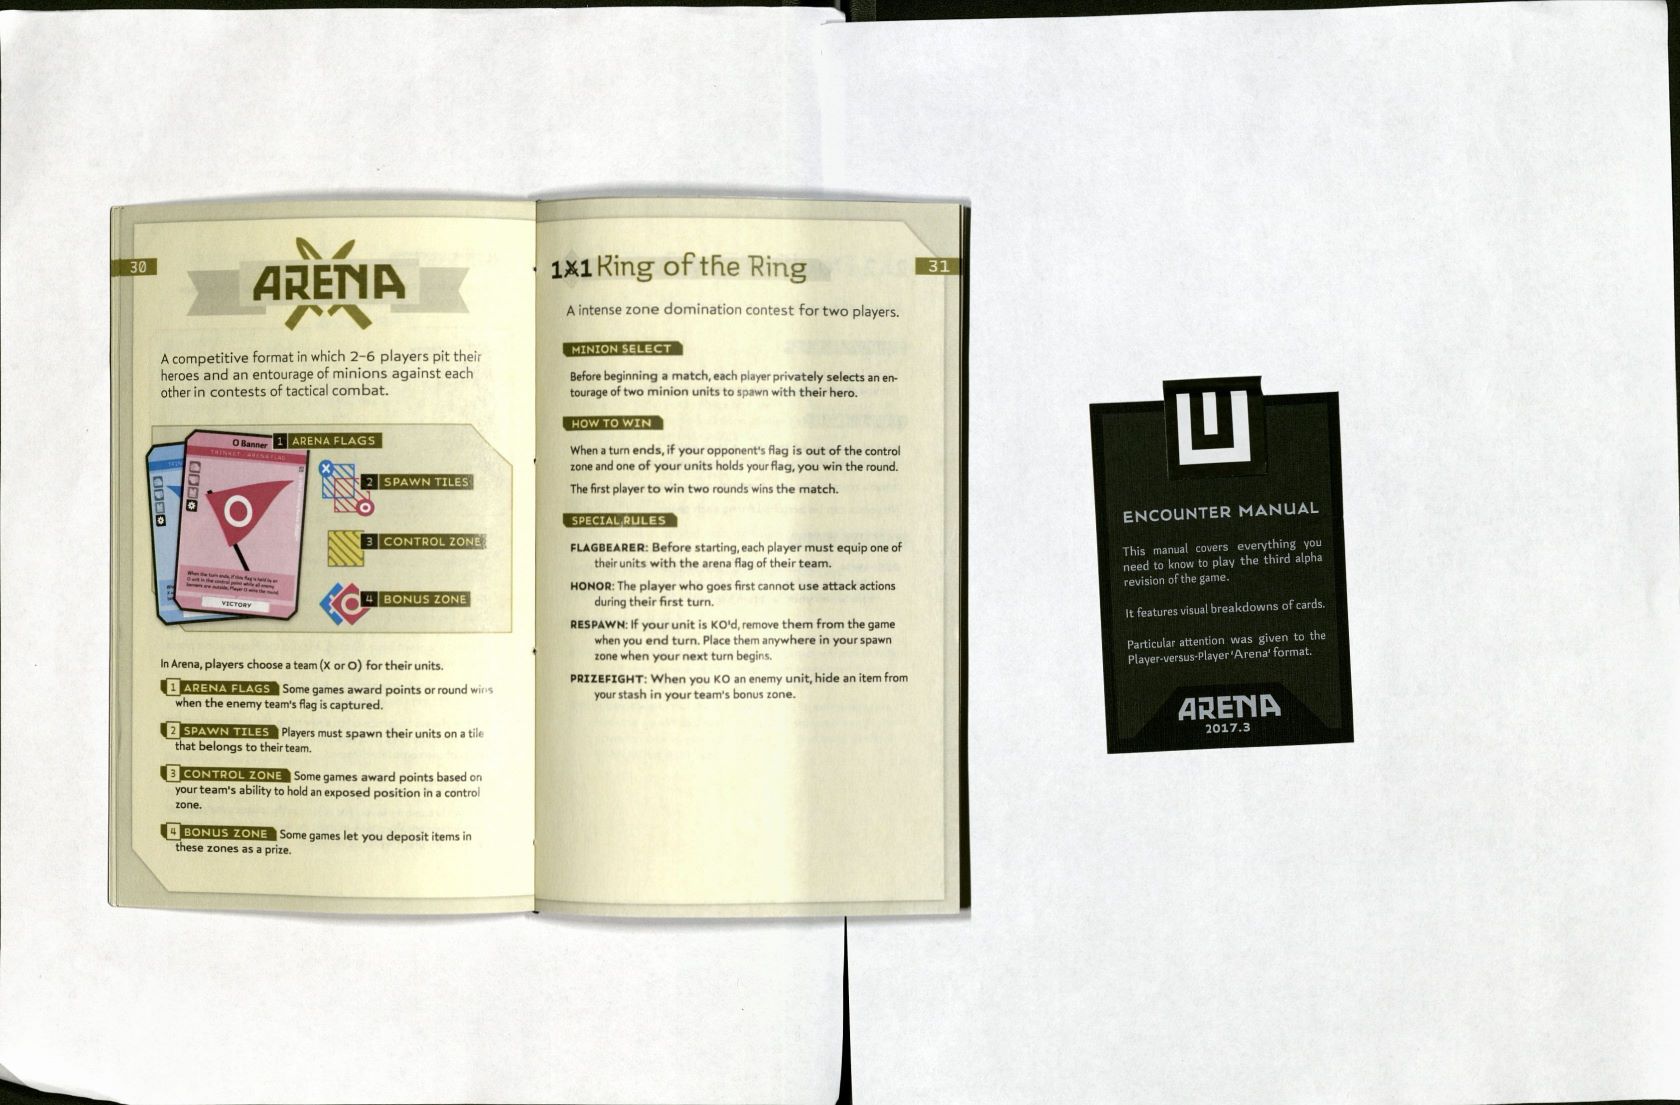 30
ARENA
A competitive format in which 2–6 players pit their
heroes and an entourage of minions against each
other in contests of tactical combat.
O Banner
1 ARENA FLAGS
TRINKET - ARENA FLAG
2 SPAWN TILES
3 CONTROL ZONE
4 BONUS ZONE
When the turn ends, if this flag is held by an
O unit in the control point while all enemy
banners are outside, Player O wins the round.
VICTORY
In Arena, players choose a team (X or O) for their units.
1 ARENA FLAGS Some games award points or round wins
when the enemy team's flag is captured.
2 SPAWN TILES Players must spawn their units on a tile
that belongs to their team.
3 CONTROL ZONE Some games award points based on
your team's ability to hold an exposed position in a control
zone.
4 BONUS ZONE Some games let you deposit items in
these zones as a prize.
31
1X1 King of the Ring
A intense zone domination contest for two players.
MINION SELECT
Before beginning a match, each player privately selects an en-
tourage of two minion units to spawn with their hero.
HOW TO WIN
When a turn ends, if your opponent's flag is out of the control
zone and one of your units holds your flag, you win the round.
The first player to win two rounds wins the match.
SPECIAL RULES
FLAGBEARER: Before starting, each player must equip one of
their units with the arena flag of their team.
HONOR: The player who goes first cannot use attack actions
during their first turn.
RESPAWN: If your unit is KO'd, remove them from the game
when you end turn. Place them anywhere in your spawn
zone when your next turn begins.
PRIZEFIGHT: When you KO an enemy unit, hide an item from
your stash in your team's bonus zone.
ENCOUNTER MANUAL
This manual covers everything you
need to know to play the third alpha
revision of the game.
It features visual breakdowns of cards.
Particular attention was given to the
Player-versus-Player 'Arena' format.
ARENA
2017.3